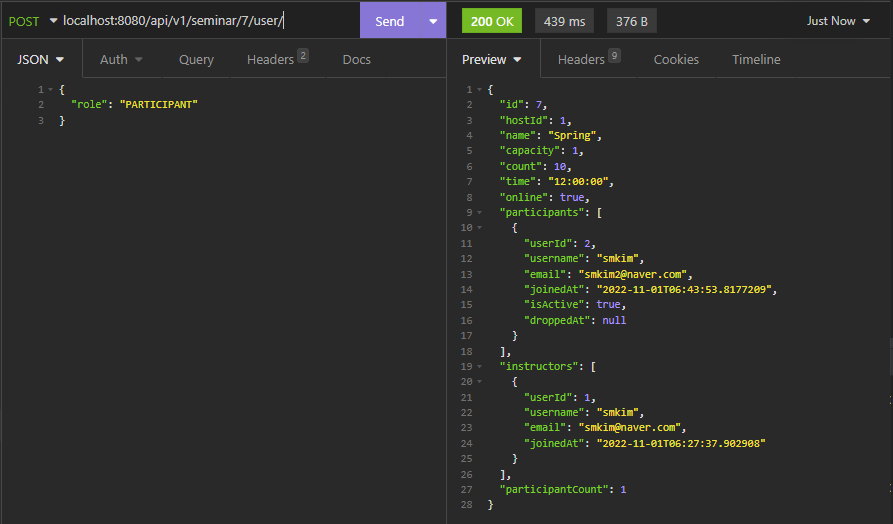 POST localhost:8080/api/v1/seminar/7/user/ Send 200 OK 439 ms 376 B Just Now
JSON Auth Query Headers 2 Docs Preview Headers 9 Cookies Timeline
1 {
2 "role": "PARTICIPANT"
3 }
1 {
2 "id": 7,
3 "hostId": 1,
4 "name": "Spring",
5 "capacity": 1,
6 "count": 10,
7 "time": "12:00:00",
8 "online": true,
9 "participants": [
10 {
11 "userId": 2,
12 "username": "smkim",
13 "email": "smkim2@naver.com",
14 "joinedAt": "2022-11-01T06:43:53.8177209",
15 "isActive": true,
16 "droppedAt": null
17 }
18 ],
19 "instructors": [
20 {
21 "userId": 1,
22 "username": "smkim",
23 "email": "smkim@naver.com",
24 "joinedAt": "2022-11-01T06:27:37.902908"
25 }
26 ],
27 "participantCount": 1
28 }